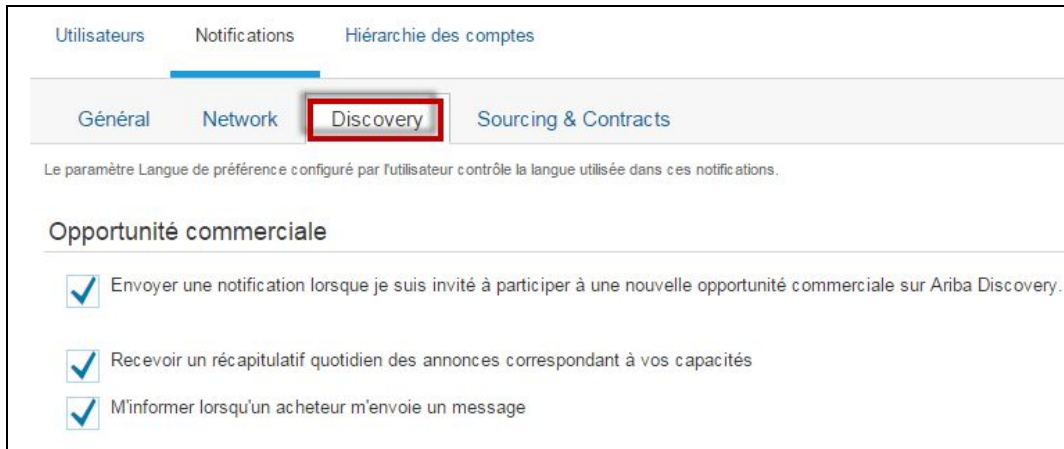 Utilisateurs Notifications Hiérarchie des comptes
Général Network Discovery Sourcing & Contracts
Le paramètre Langue de préférence configuré par l'utilisateur contrôle la langue utilisée dans ces notifications.
Opportunité commerciale
Envoyer une notification lorsque je suis invité à participer à une nouvelle opportunité commerciale sur Ariba Discovery.
Recevoir un récapitulatif quotidien des annonces correspondant à vos capacités
M'informer lorsqu'un acheteur m'envoie un message